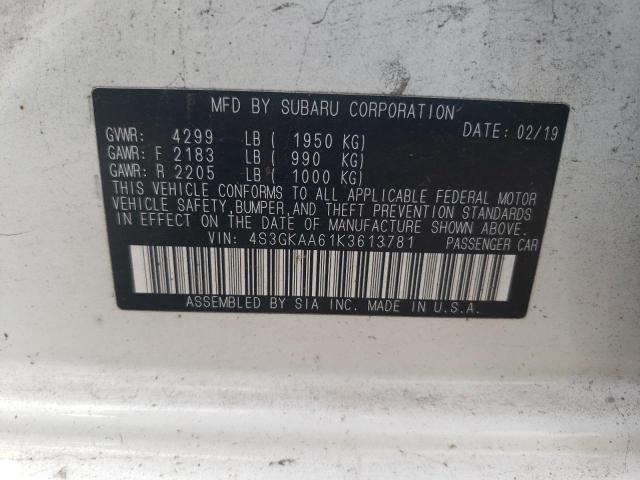 MFD BY SUBARU CORPORATION
DATE: 02/19
GVWR: 4299 LB ( 1950 KG)
GAWR: F 2183 LB ( 990 KG)
GAWR: R 2205 LB ( 1000 KG)
THIS VEHICLE CONFORMS TO ALL APPLICABLE FEDERAL MOTOR
VEHICLE SAFETY,BUMPER,AND THEFT PREVENTION STANDARDS
IN EFFECT ON THE DATE OF MANUFACTURE SHOWN ABOVE.
VIN: 4S3GKAA61K3613781 PASSENGER CAR
ASSEMBLED BY SIA INC. MADE IN U.S.A.